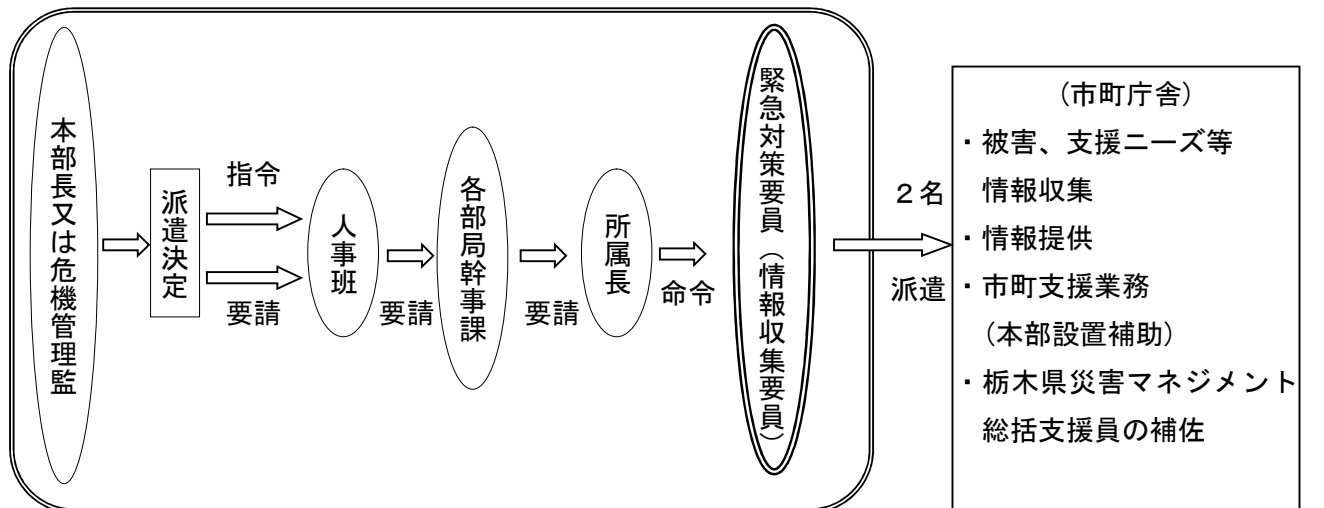 本部長又は危機管理監
派遣決定
指令
要請
人事班
要請
各部局幹事課
要請
所属長
命令
緊急対策要員（情報収集要員）
２名
派遣
（市町庁舎）
・被害、支援ニーズ等
情報収集
・情報提供
・市町支援業務
（本部設置補助）
・栃木県災害マネジメント
総括支援員の補佐